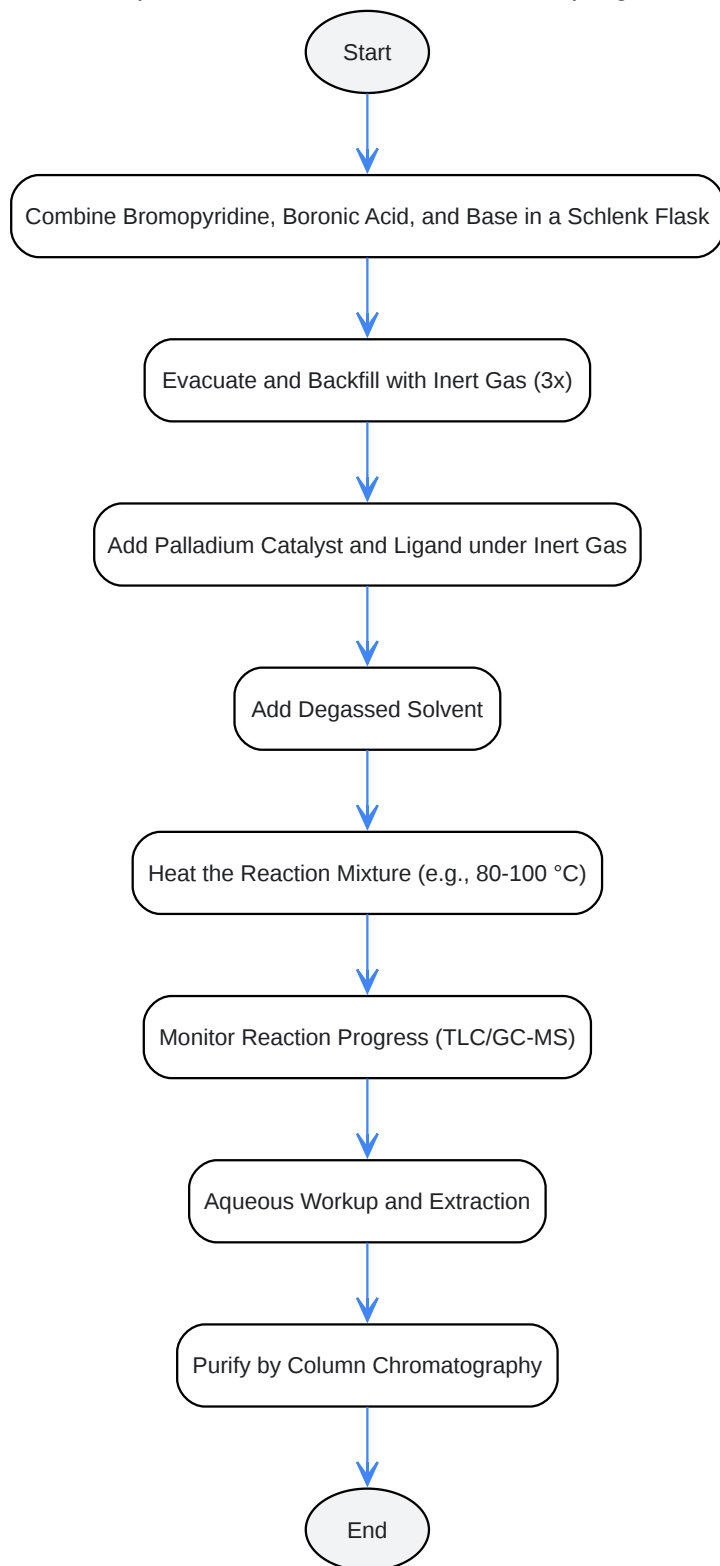 Start
Combine Bromopyridine, Boronic Acid, and Base in a Schlenk Flask
Evacuate and Backfill with Inert Gas (3x)
Add Palladium Catalyst and Ligand under Inert Gas
Add Degassed Solvent
Heat the Reaction Mixture (e.g., 80-100 °C)
Monitor Reaction Progress (TLC/GC-MS)
Aqueous Workup and Extraction
Purify by Column Chromatography
End